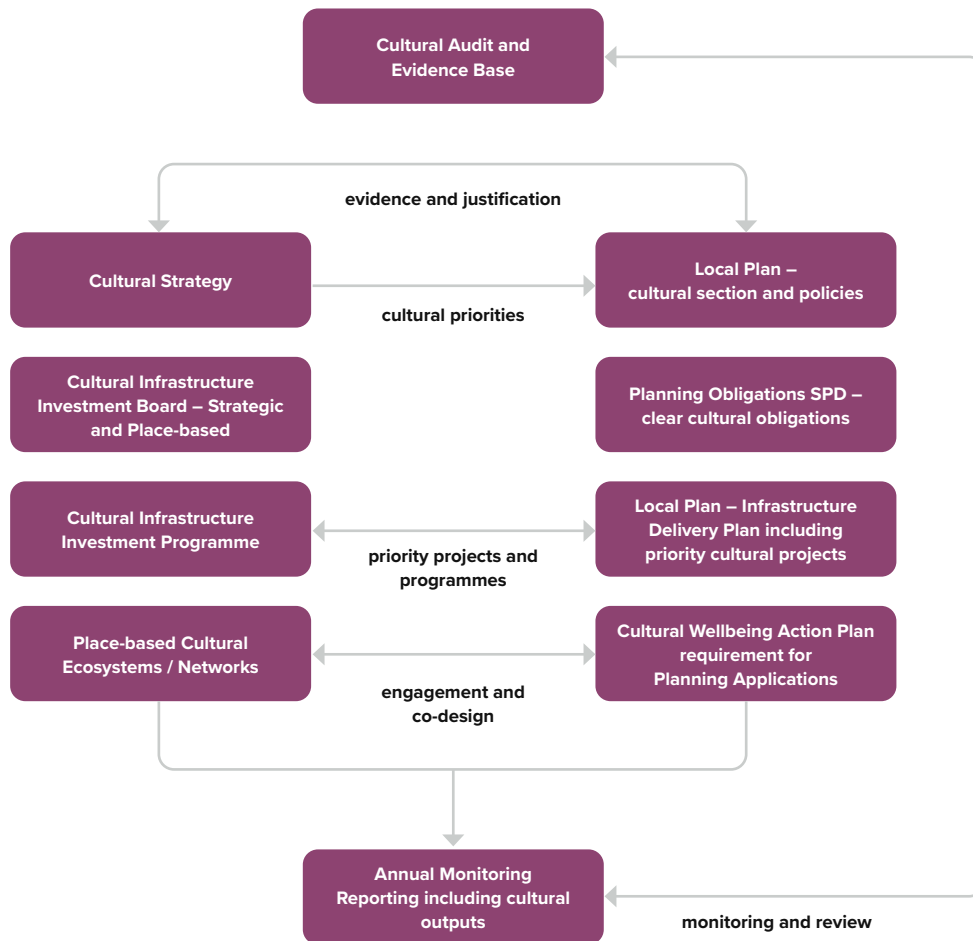 Cultural Audit and
Evidence Base
evidence and justification
Cultural Strategy
Local Plan –
cultural section and policies
cultural priorities
Cultural Infrastructure
Investment Board – Strategic
and Place-based
Planning Obligations SPD –
clear cultural obligations
Cultural Infrastructure
Investment Programme
Local Plan – Infrastructure
Delivery Plan including
priority cultural projects
priority projects and
programmes
Place-based Cultural
Ecosystems / Networks
Cultural Wellbeing Action Plan
requirement for
Planning Applications
engagement and
co-design
Annual Monitoring
Reporting including cultural
outputs
monitoring and review